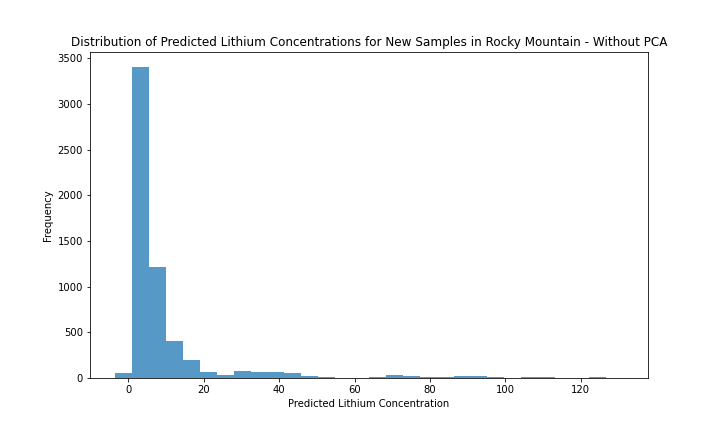 Distribution of Predicted Lithium Concentrations for New Samples in Rocky Mountain - Without PCA
3500
3000
2500
2000
1500
1000
500
0
Frequency
0 20 40 60 80 100 120
Predicted Lithium Concentration